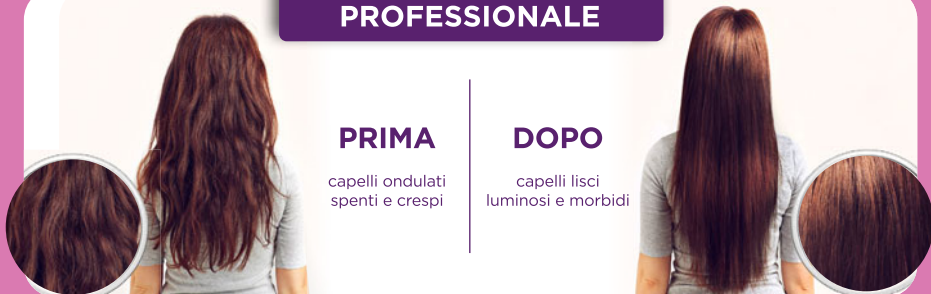 PROFESSIONALE
PRIMA
capelli ondulati
spenti e crespi
DOPO
capelli lisci
luminosi e morbidi